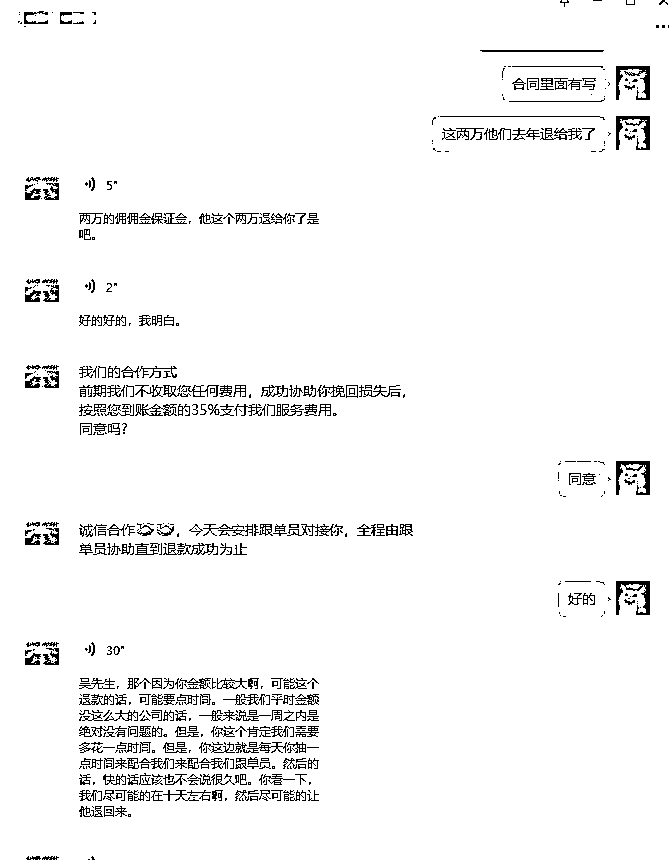 合同里面有写
这两万他们去年退给我了
5"
两万的佣佣金保证金，他这个两万退给你了是
吧。
2"
好的好的，我明白。
我们的合作方式
前期我们不收取您任何费用，成功协助你挽回损失后，
按照您到账金额的35%支付我们服务费用。
同意吗？
同意
诚信合作🤝🤝，今天会安排跟单员对接你，全程由跟
单员协助直到退款成功为止
好的
30"
吴先生，那个因为你金额比较大啊，可能这个
退款的话，可能要点时间。一般我们平时金额
没这么大的公司的话，一般来说是一周之内是
绝对没有问题的。但是，你这个肯定我们需要
多花一点时间。但是，你这边就是每天你抽一
点时间来配合我们来配合我们跟单员。然后的
话，快的话应该也不会说很久吧。你看一下，
我们尽可能的在十天左右啊，然后尽可能的让
他退回来。